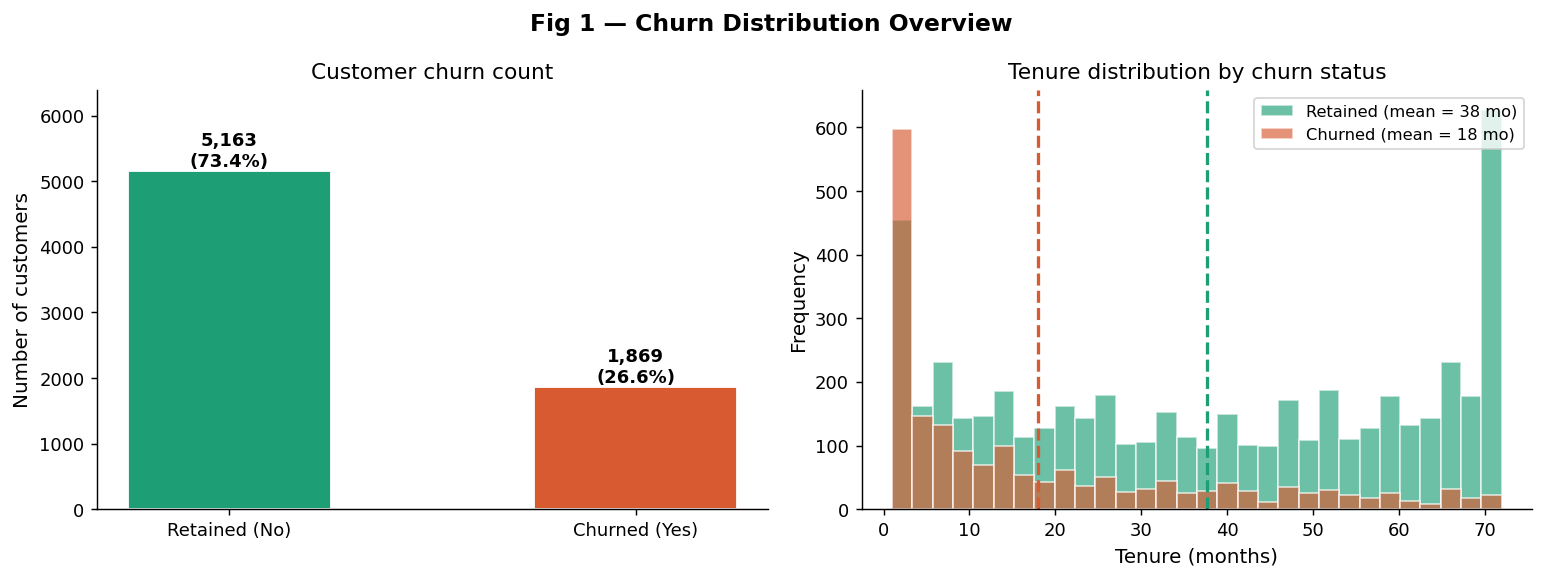 Fig 1 — Churn Distribution Overview
Customer churn count
Number of customers
6000
5000
4000
3000
2000
1000
0
5,163
(73.4%)
1,869
(26.6%)
Retained (No)
Churned (Yes)
Tenure distribution by churn status
Frequency
600
500
400
300
200
100
0
Retained (mean = 38 mo)
Churned (mean = 18 mo)
0
10
20
30
40
50
60
70
Tenure (months)